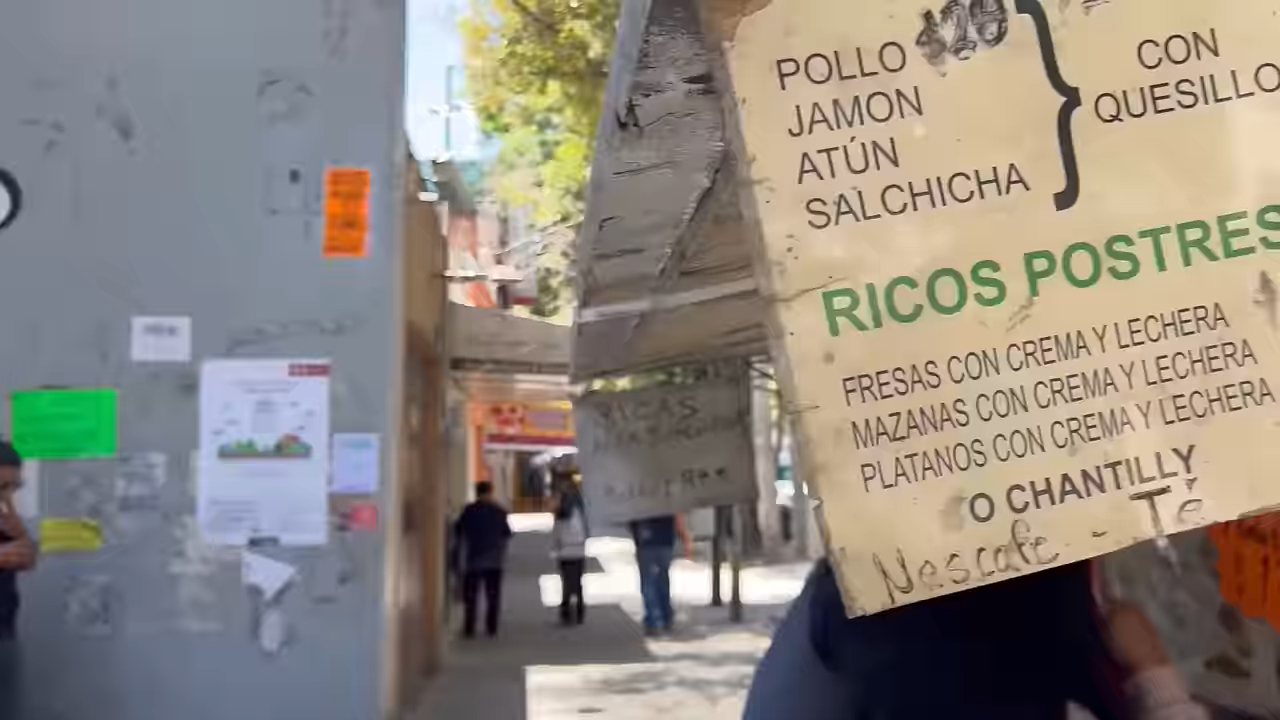 POLLO
JAMON
ATÚN
SALCHICHA
CON
QUESILLO
RICOS POSTRES
FRESAS CON CREMA Y LECHERA
MAZANAS CON CREMA Y LECHERA
PLATANOS CON CREMA Y LECHERA
O CHANTILLY
Nescafe - Té
RICAS